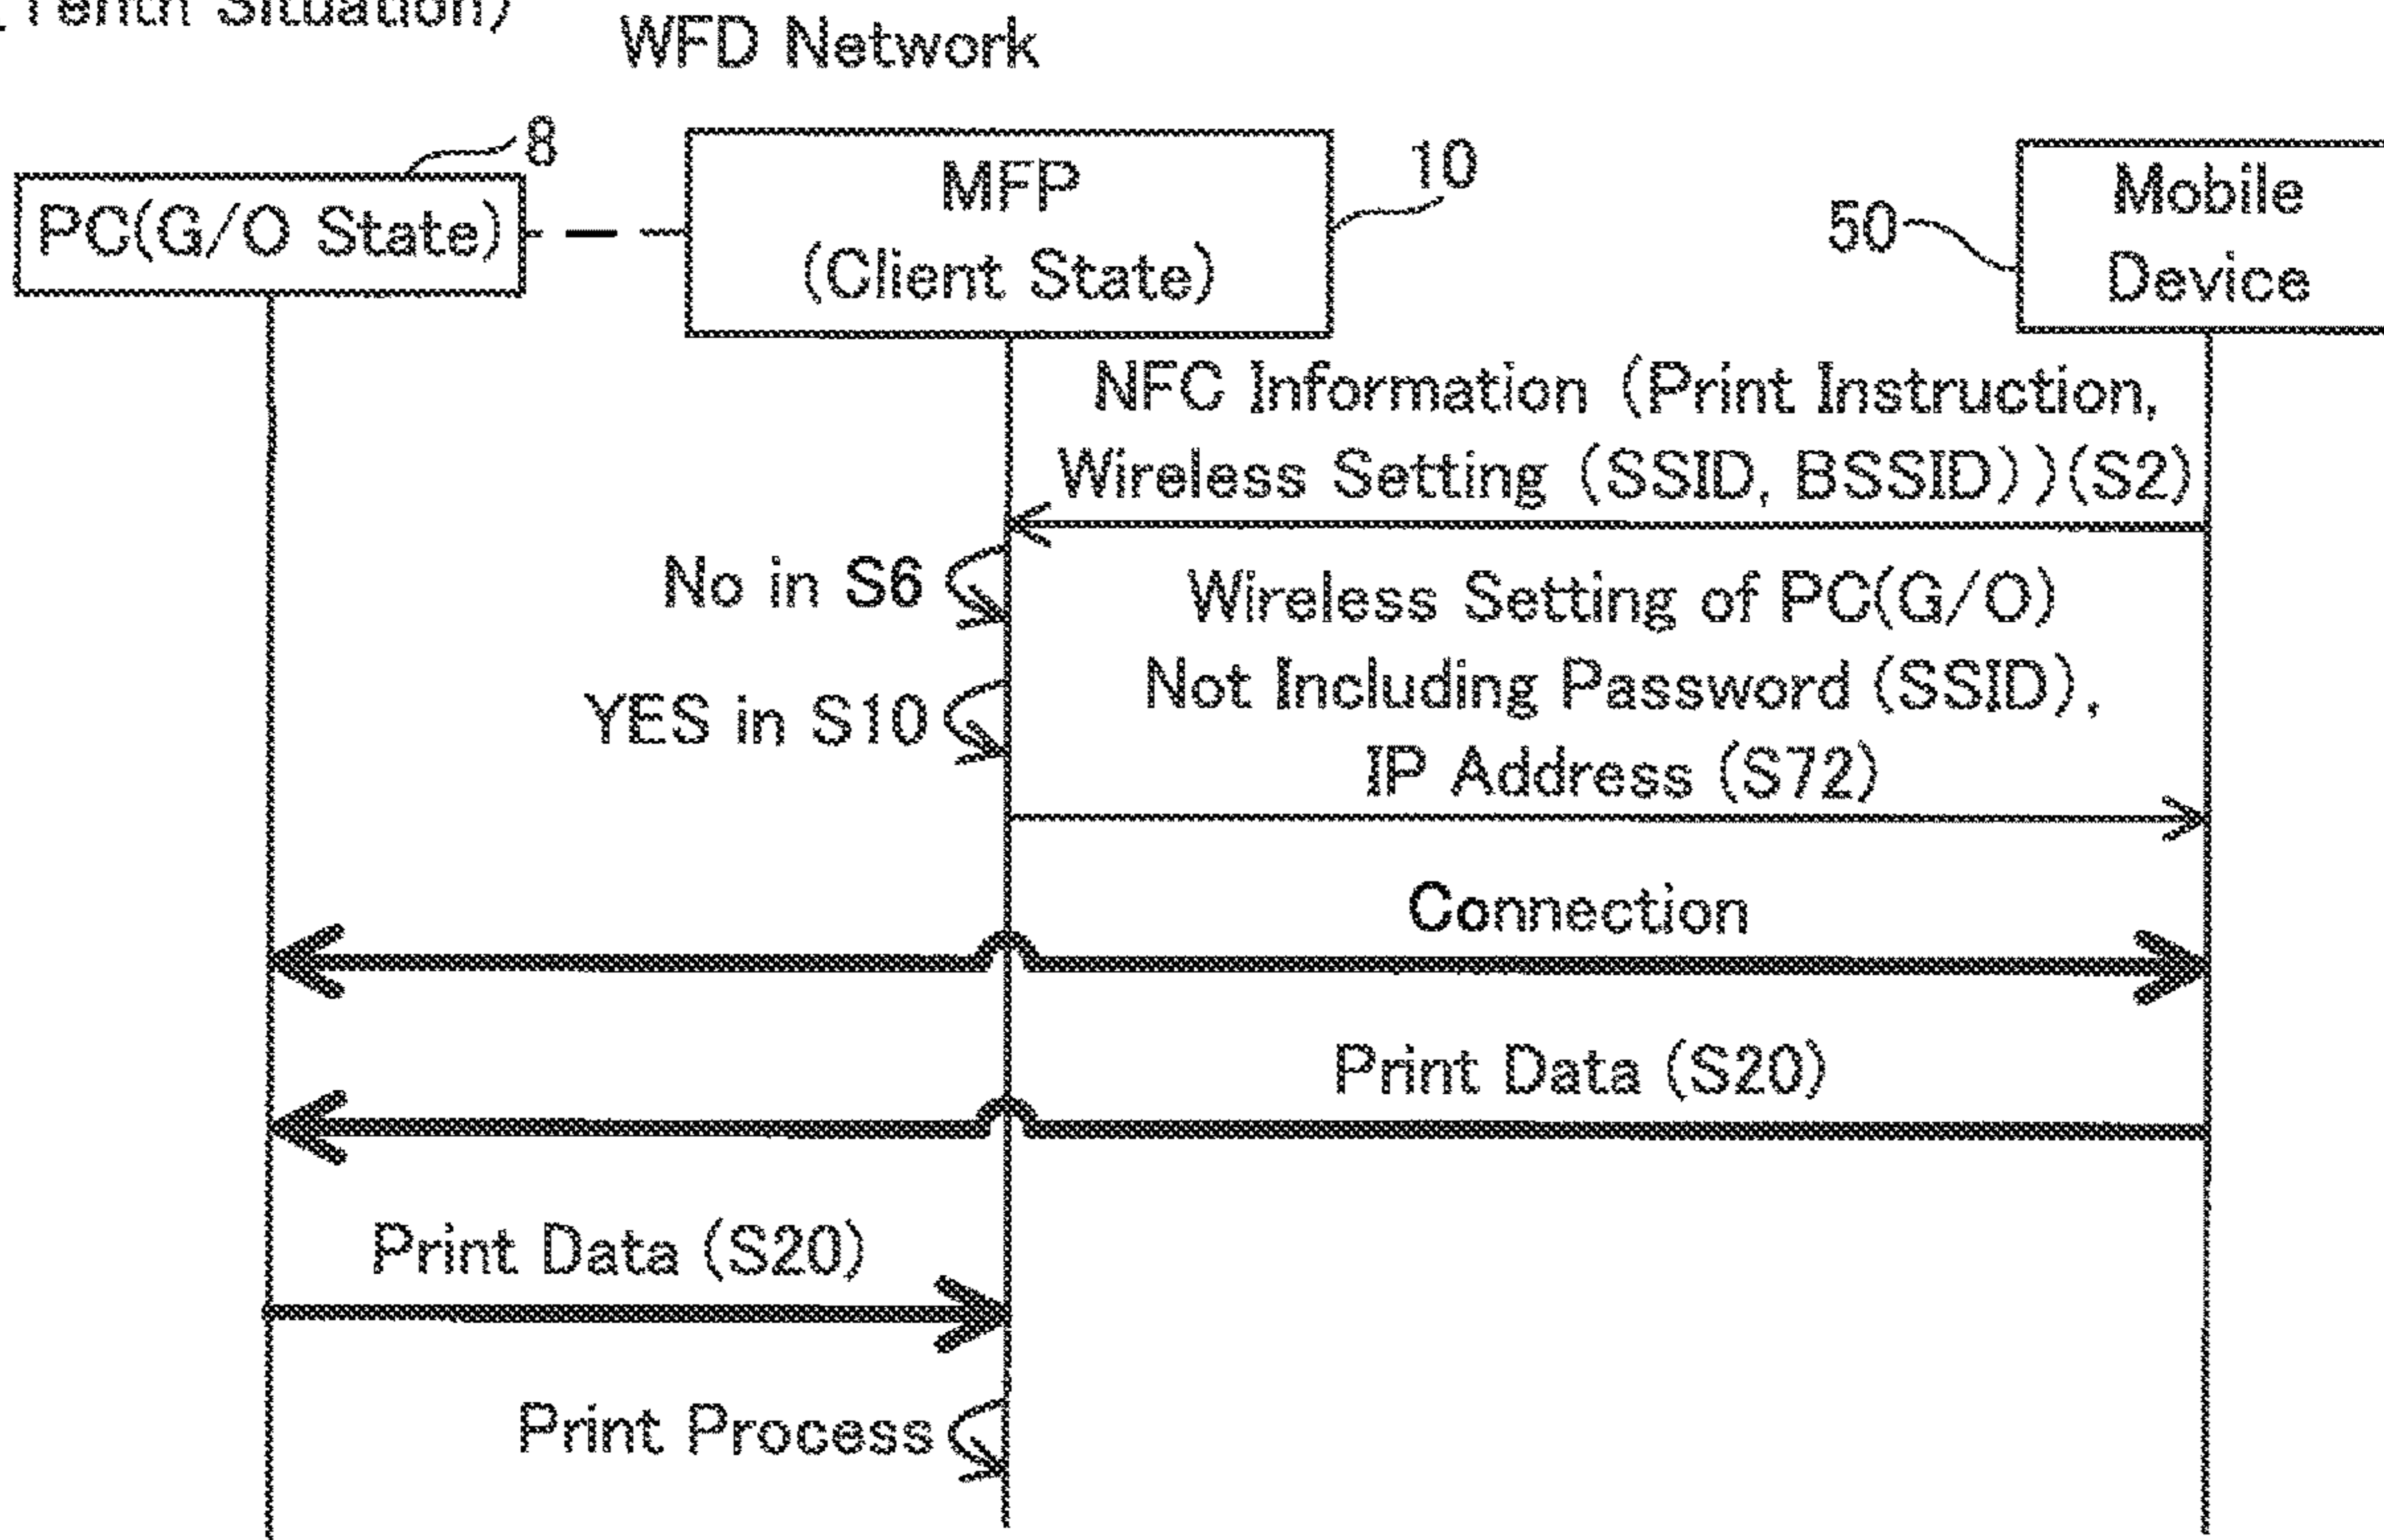 (Tenth Situation)
WFD Network
8
PC(G/O State)
MFP
(Client State)
10
50
Mobile
Device
NFC Information (Print Instruction,
Wireless Setting (SSID, BSSID))(S2)
No in S6
Wireless Setting of PC(G/O)
Not Including Password (SSID),
IP Address (S72)
YES in S10
Connection
Print Data (S20)
Print Data (S20)
Print Process